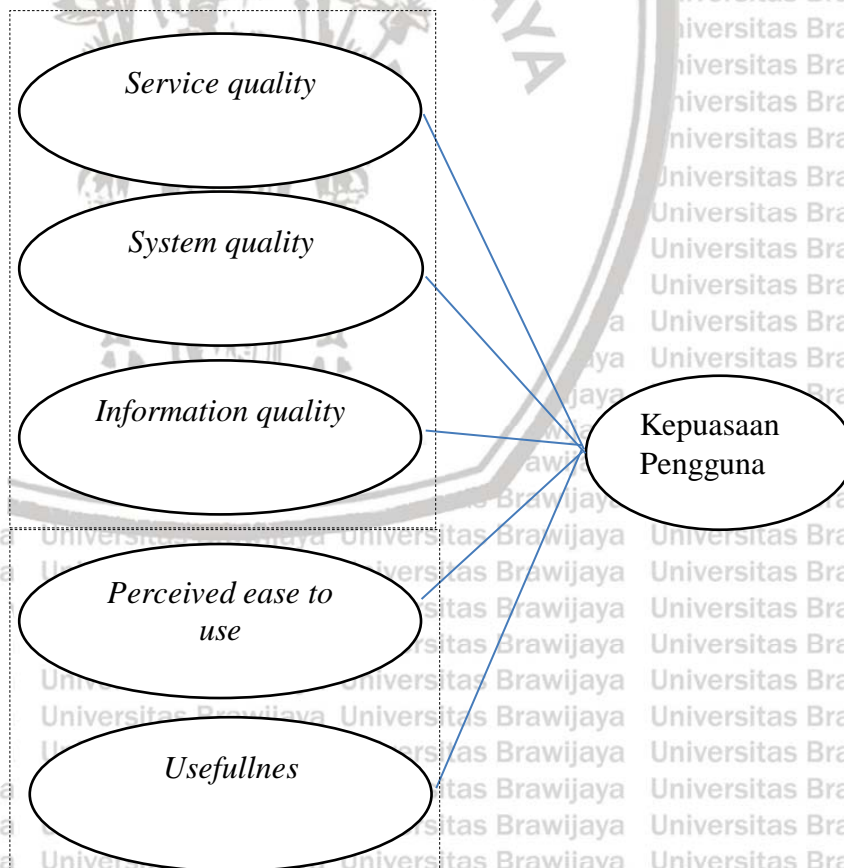 Service quality
System quality
Information quality
Kepuasaan
Pengguna
Perceived ease to
use
Usefullnes